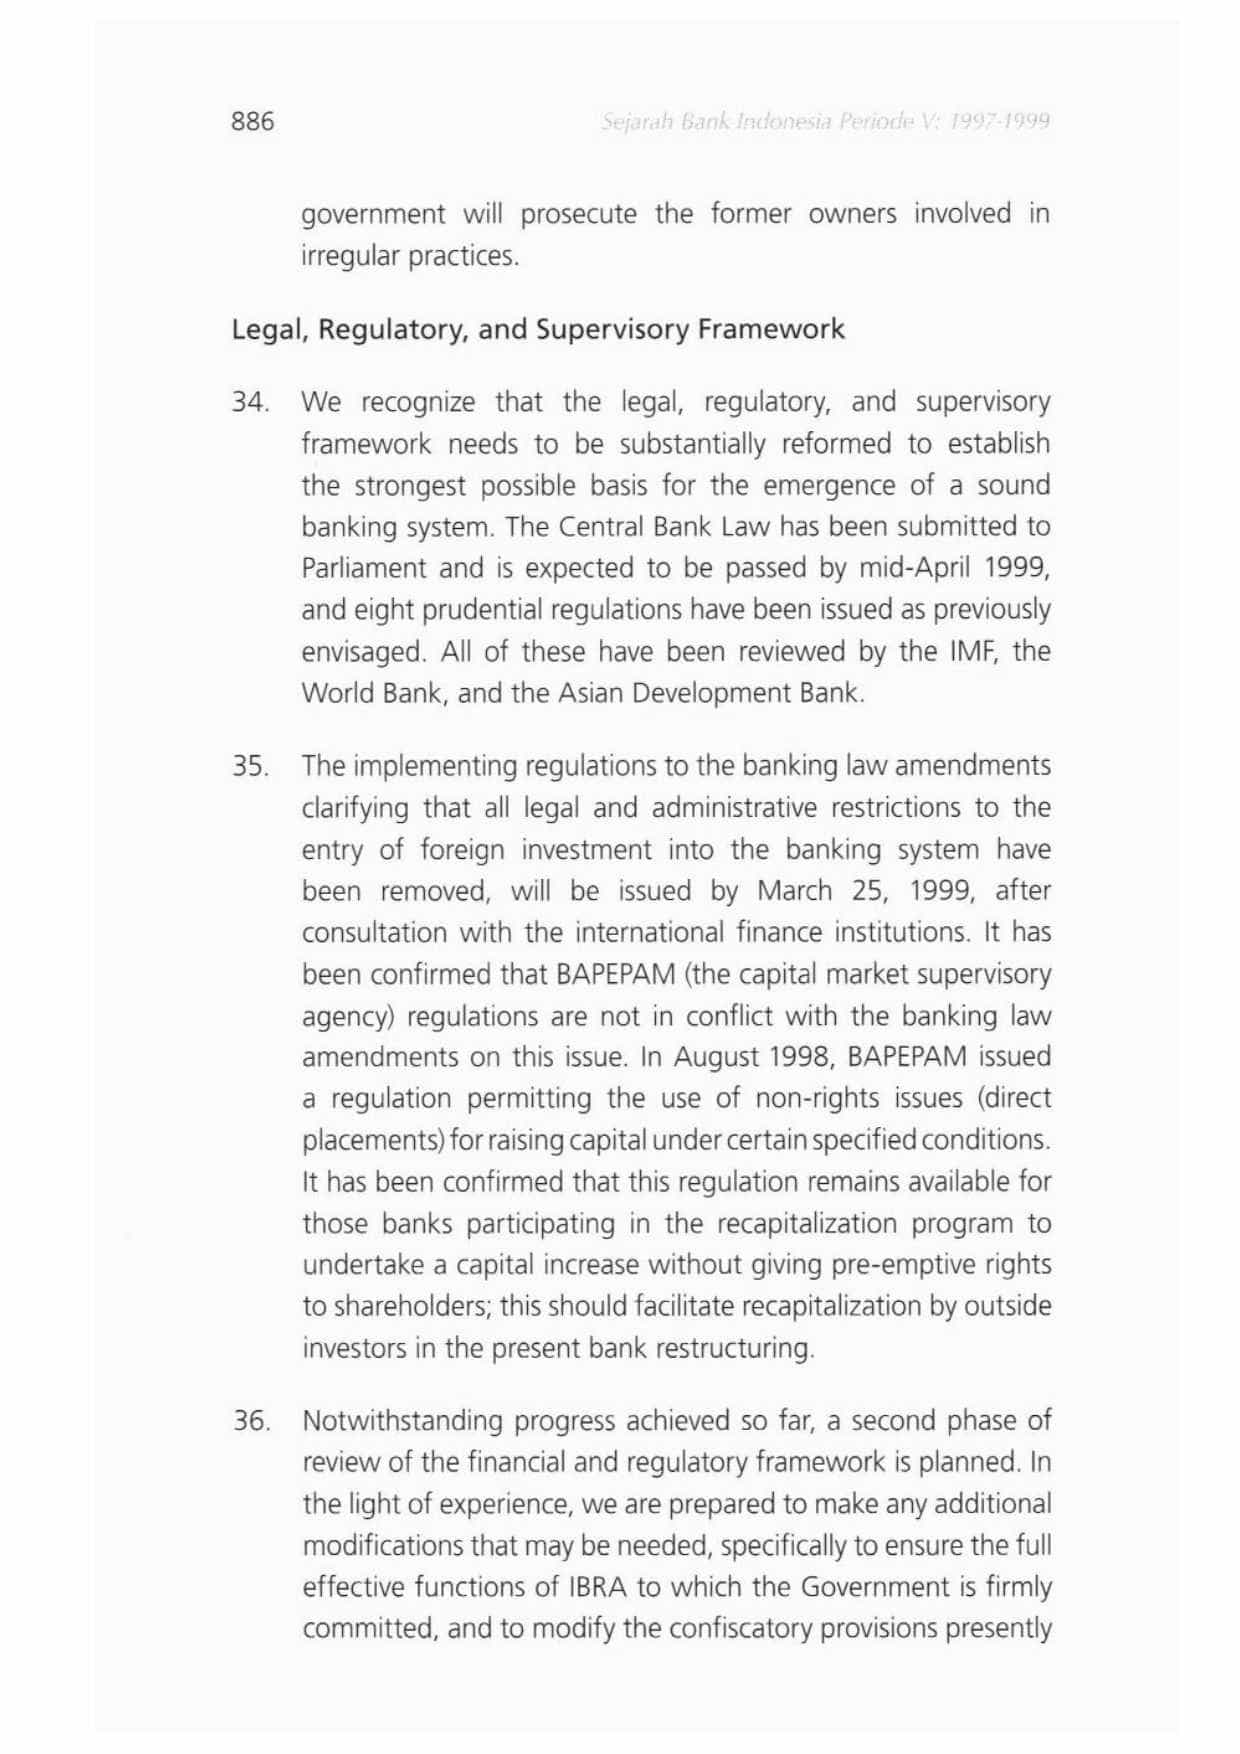 886
Sejarah Bank Indonesia Periode V: 1997-1999
government will prosecute the former owners involved in
irregular practices.
Legal, Regulatory, and Supervisory Framework
34. We recognize that the legal, regulatory, and supervisory
framework needs to be substantially reformed to establish
the strongest possible basis for the emergence of a sound
banking system. The Central Bank Law has been submitted to
Parliament and is expected to be passed by mid-April 1999,
and eight prudential regulations have been issued as previously
envisaged. All of these have been reviewed by the IMF, the
World Bank, and the Asian Development Bank.
35. The implementing regulations to the banking law amendments
clarifying that all legal and administrative restrictions to the
entry of foreign investment into the banking system have
been removed, will be issued by March 25, 1999, after
consultation with the international finance institutions. It has
been confirmed that BAPEPAM (the capital market supervisory
agency) regulations are not in conflict with the banking law
amendments on this issue. In August 1998, BAPEPAM issued
a regulation permitting the use of non-rights issues (direct
placements) for raising capital under certain specified conditions.
It has been confirmed that this regulation remains available for
those banks participating in the recapitalization program to
undertake a capital increase without giving pre-emptive rights
to shareholders; this should facilitate recapitalization by outside
investors in the present bank restructuring.
36. Notwithstanding progress achieved so far, a second phase of
review of the financial and regulatory framework is planned. In
the light of experience, we are prepared to make any additional
modifications that may be needed, specifically to ensure the full
effective functions of IBRA to which the Government is firmly
committed, and to modify the confiscatory provisions presently